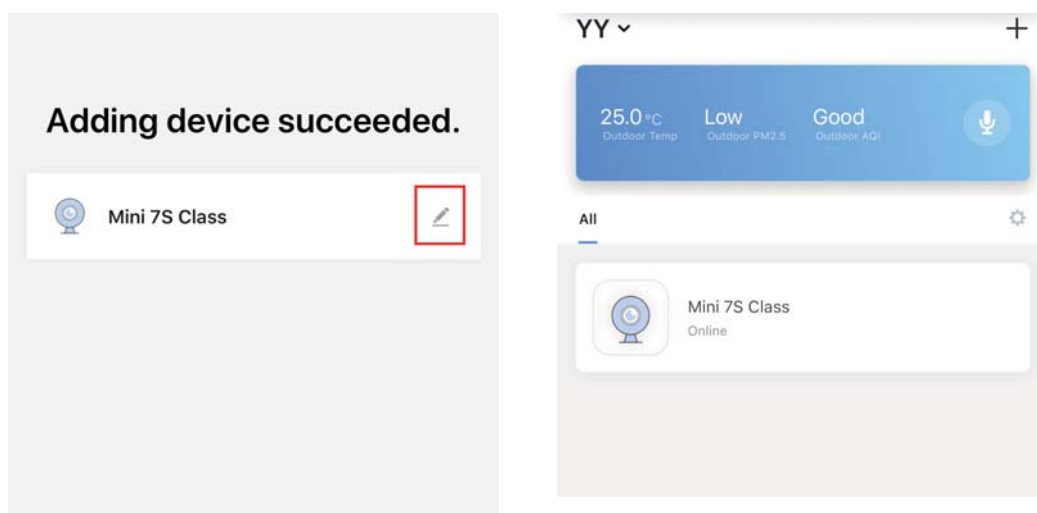 Adding device succeeded.
Mini 7S Class
YY
25.0 °C
Outdoor Temp
Low
Outdoor PM2.5
Good
Outdoor AQI
All
Mini 7S Class
Online